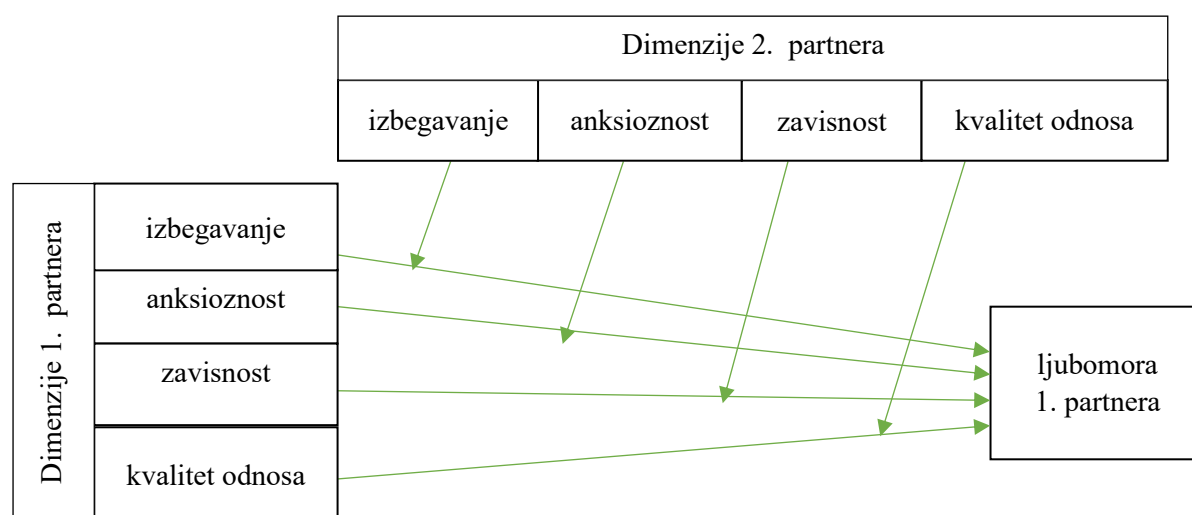 Dimenzije 2. partnera
izbegavanje
anksioznost
zavisnost
kvalitet odnosa
Dimenzije 1. partnera
izbegavanje
anksioznost
zavisnost
kvalitet odnosa
ljubomora
1. partnera